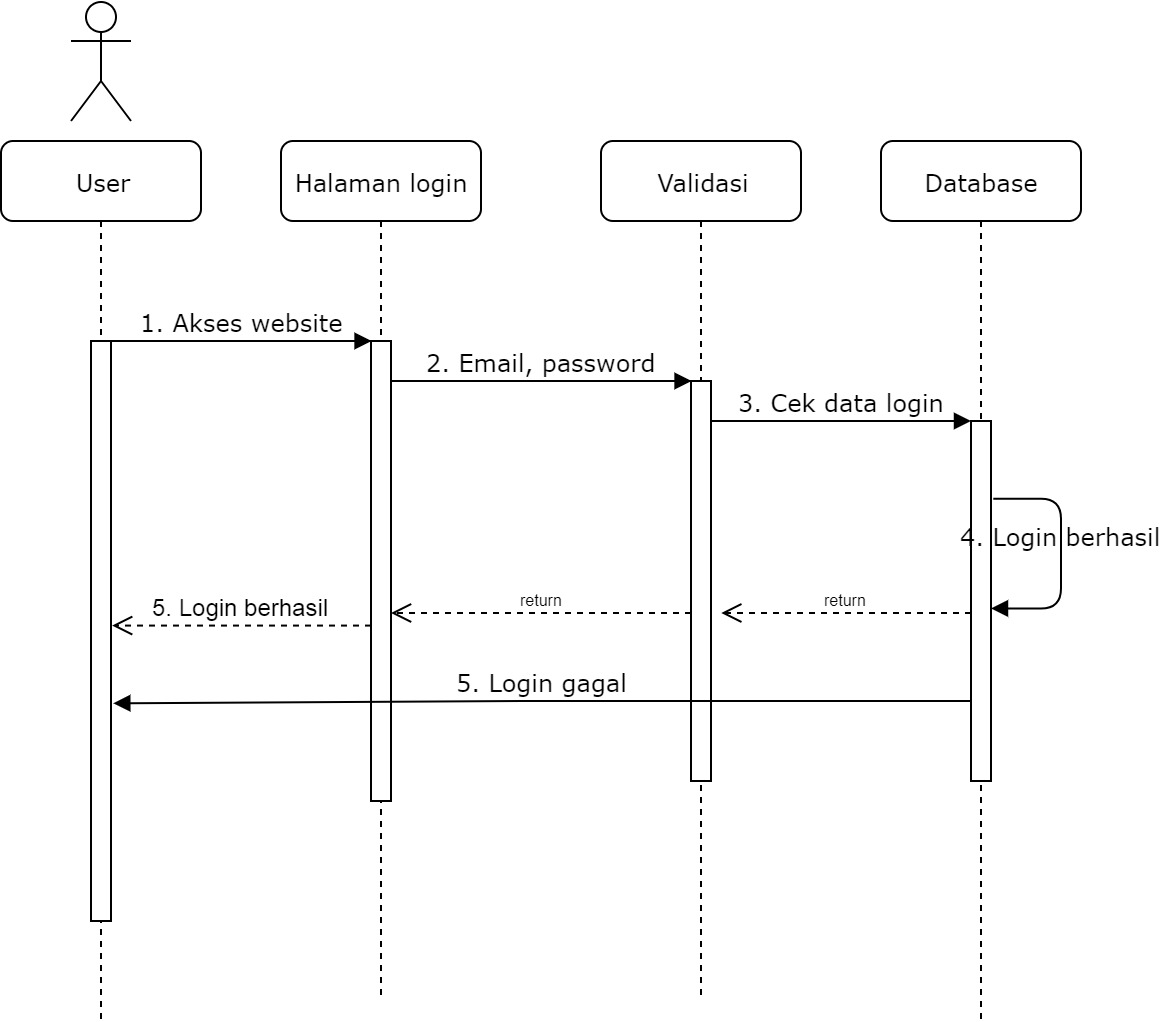 User
Halaman login
Validasi
Database
1. Akses website
2. Email, password
3. Cek data login
4. Login berhasil
return
return
5. Login berhasil
5. Login gagal